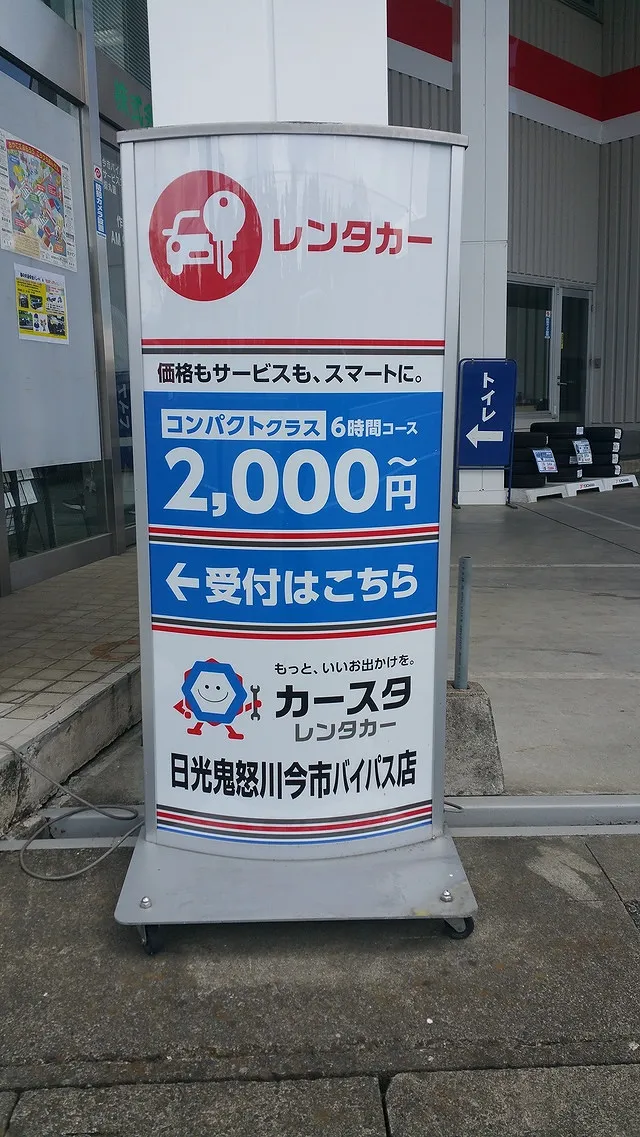 レンタカー
価格もサービスも、スマートに。
コンパクトクラス 6時間コース
2,000円～
←受付はこちら
もっと、いいお出かけを。
カースタ
レンタカー
日光鬼怒川今市バイパス店
トイレ
←